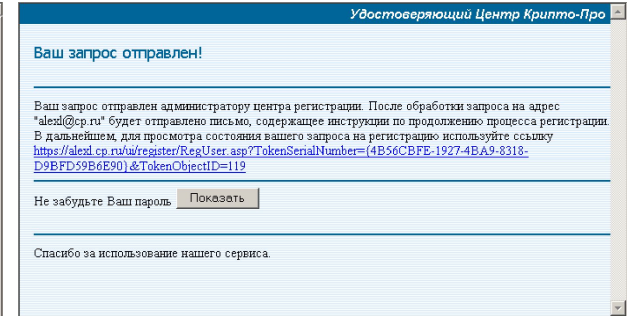 Удостоверяющий Центр Крипто-Про
Ваш запрос отправлен!
Ваш запрос отправлен администратору центра регистрации. После обработки запроса на адрес
"alexl@cp.ru" будет отправлено письмо, содержащее инструкции по продолжению процесса регистрации.
В дальнейшем, для просмотра состояния вашего запроса на регистрацию используйте ссылку
https://alexl.cp.ru/ui/register/RegUser.asp?TokenSerialNumber={4B56CBFE-1927-4BA9-8318-
D9BFD59B6E90}&TokenObjectID=119
Не забудьте Ваш пароль Показать
Спасибо за использование нашего сервиса.